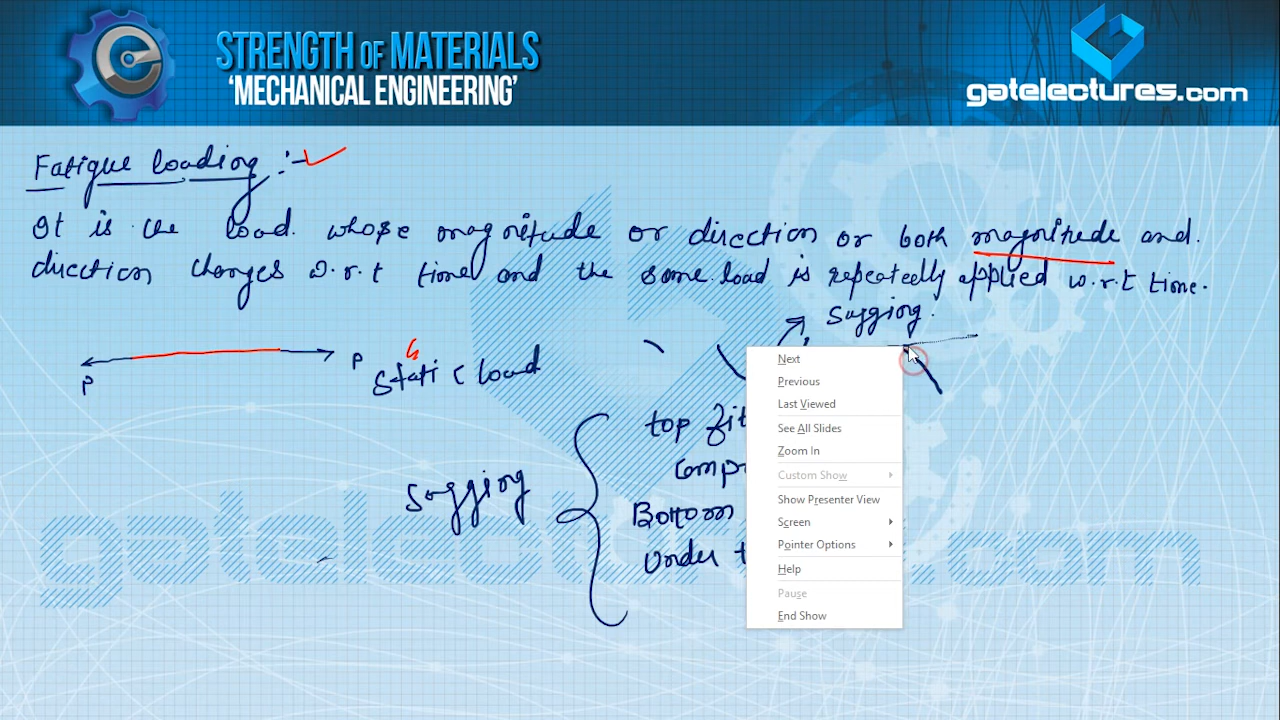 STRENGTH OF MATERIALS
'MECHANICAL ENGINEERING'
gatelectures.com
Fatigue loading :-
It is the load whose magnitude or direction or both magnitude and
direction changes w.r.t time and the same load is repeatedly applied w.r.t time.
Sagging
P P
Static load
Next
Previous
Last Viewed
See All Slides
Zoom In
Custom Show
Show Presenter View
Screen
Pointer Options
Help
Pause
End Show
top
Sagging
Bottom
Under
gatelectures.com